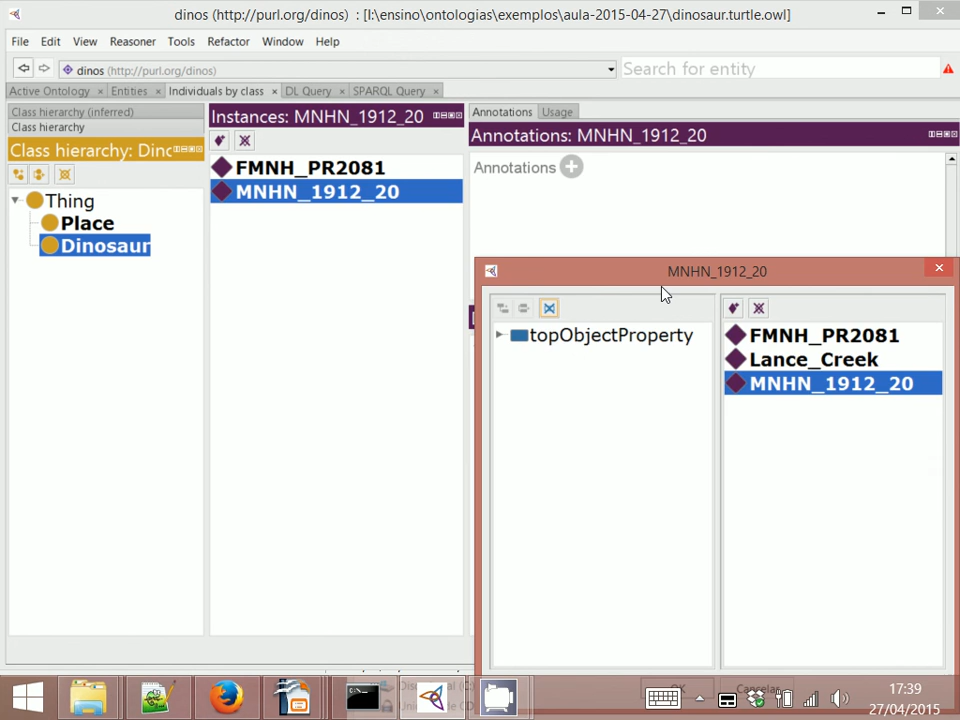 dinos (http://purl.org/dinos) : [I:\ensino\ontologias\exemplos\aula-2015-04-27\dinosaur.turtle.owl]
File Edit View Reasoner Tools Refactor Window Help
dinos (http://purl.org/dinos)
Search for entity
Active Ontology × Entities × Individuals by class × DL Query × SPARQL Query ×
Class hierarchy (inferred)
Class hierarchy
Class hierarchy: Dinc
Thing
Place
Dinosaur
Instances: MNHN_1912_20
FMNH_PR2081
MNHN_1912_20
Annotations Usage
Annotations: MNHN_1912_20
Annotations
MNHN_1912_20
topObjectProperty
FMNH_PR2081
Lance_Creek
MNHN_1912_20
OK Cancelar
17:39
27/04/2015